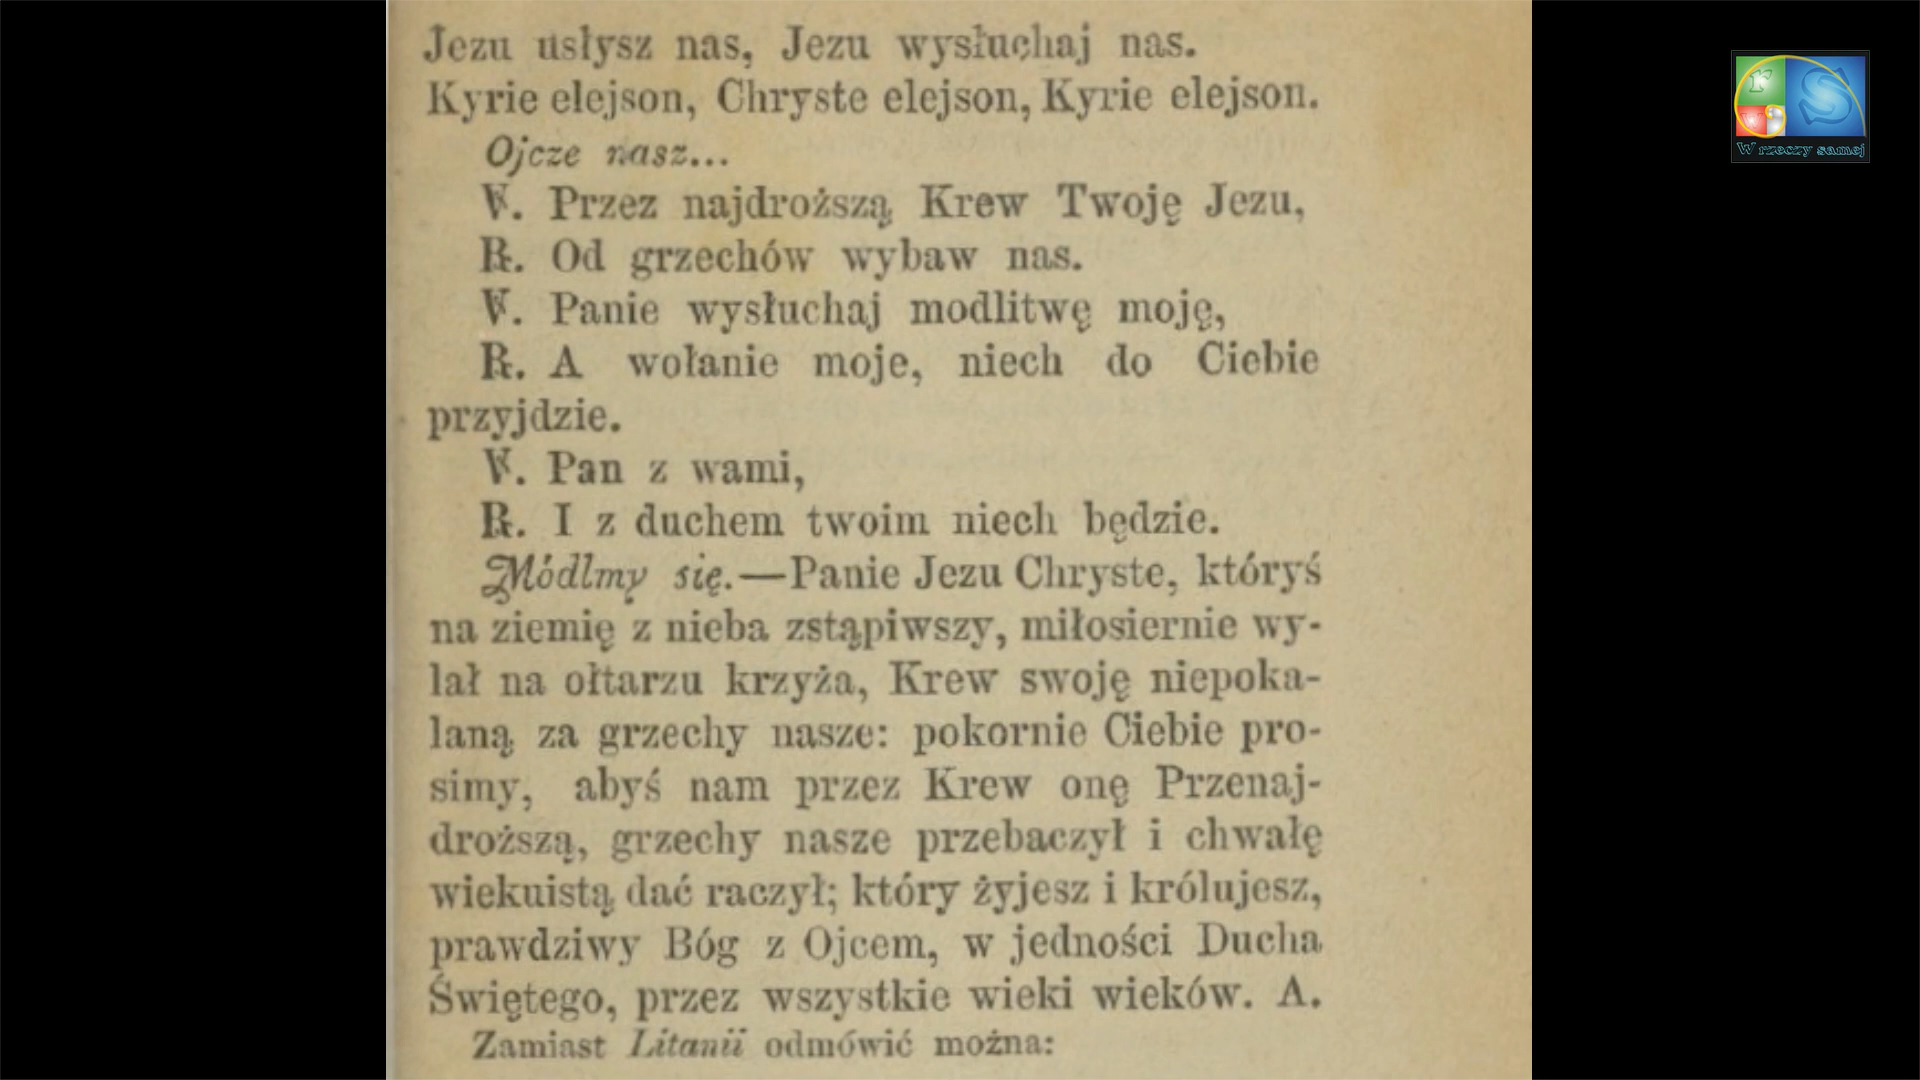 Jezu usłysz nas, Jezu wysłuchaj nas.
Kyrie elejson, Chryste elejson, Kyrie elejson.
Ojcze nasz...
℣. Przez najdroższą Krew Twoję Jezu,
℟. Od grzechów wybaw nas.
℣. Panie wysłuchaj modlitwę moję,
℟. A wołanie moje, niech do Ciebie
przyjdzie.
℣. Pan z wami,
℟. I z duchem twoim niech będzie.
Módlmy się.—Panie Jezu Chryste, któryś
na ziemię z nieba zstąpiwszy, miłosiernie wy-
lał na ołtarzu krzyża, Krew swoję niepoka-
laną za grzechy nasze: pokornie Ciebie pro-
simy, abyś nam przez Krew onę Przenaj-
droższą, grzechy nasze przebaczył i chwałę
wiekuistą dać raczył; który żyjesz i królujesz,
prawdziwy Bóg z Ojcem, w jedności Ducha
Świętego, przez wszystkie wieki wieków. A.
Zamiast Litanii odmówić można:
r S
w s
W rzeczy samej